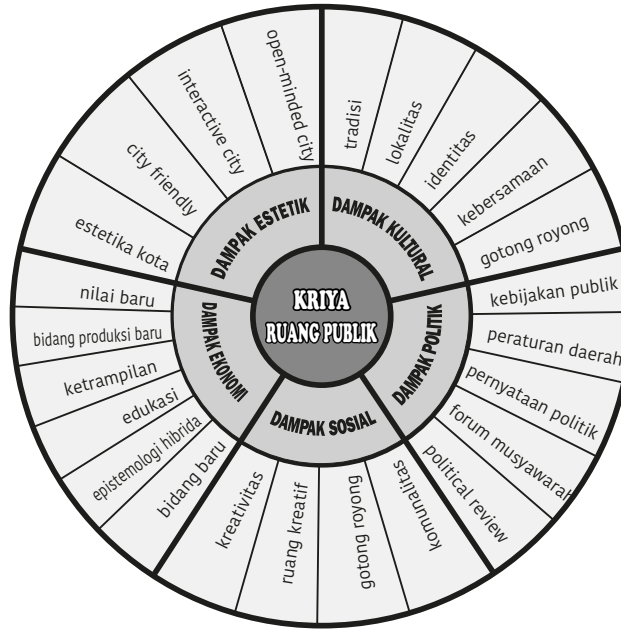 KRIYA
RUANG PUBLIK
DAMPAK KULTURAL
tradisi
lokalitas
identitas
kebersamaan
gotong royong
DAMPAK POLITIK
kebijakan publik
peraturan daerah
pernyataan politik
forum musyawarah
political review
DAMPAK SOSIAL
komunalitas
gotong royong
ruang kreatif
kreativitas
DAMPAK EKONOMI
bidang baru
epistemologi hibrida
edukasi
ketrampilan
bidang produksi baru
nilai baru
DAMPAK ESTETIK
estetika kota
city friendly
interactive city
open-minded city